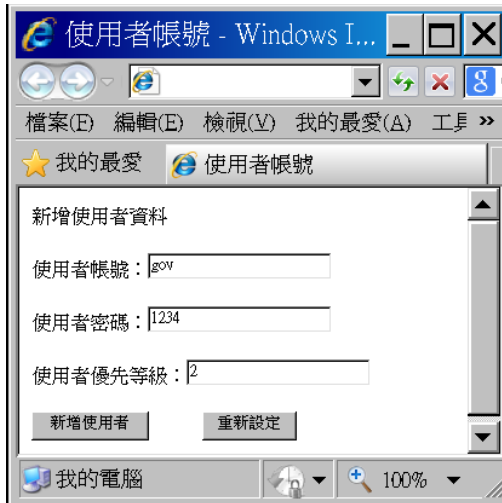 使用者帳號 - Windows I...
檔案(F) 編輯(E) 檢視(V) 我的最愛(A) 工具 »
我的最愛 使用者帳號
新增使用者資料
使用者帳號：gov
使用者密碼：1234
使用者優先等級：2
新增使用者 重新設定
我的電腦 100%